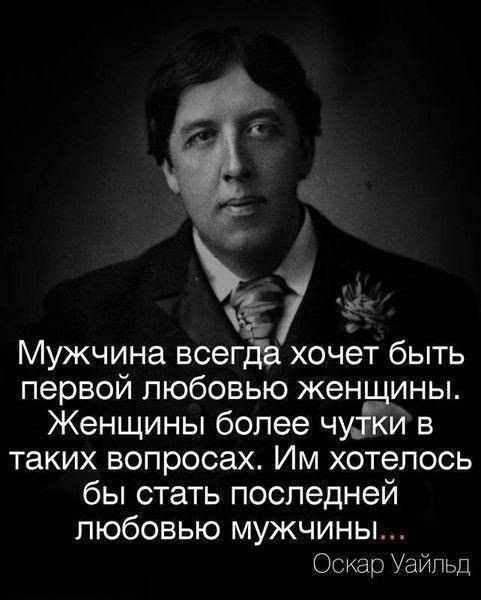 Мужчина всегда хочет быть
первой любовью женщины.
Женщины более чутки в
таких вопросах. Им хотелось
бы стать последней
любовью мужчины...
Оскар Уайльд